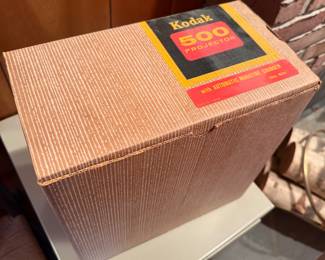 Kodak
500
PROJECTOR
WITH AUTOMATIC MAGAZINE CHANGER